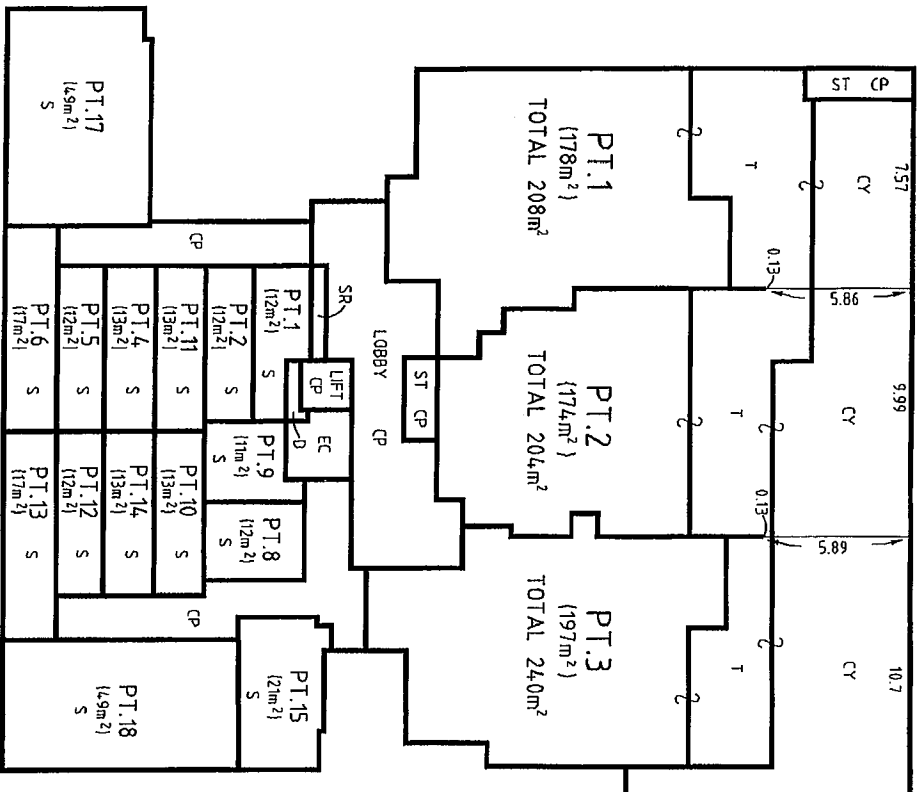 PT.17
(49m²)
S
PT.1
(178m²)
TOTAL 208m²
T
ST CP
7.57
CY
0.13
5.86
CP
SR
LOBBY CP
ST CP
PT.2
(174m²)
TOTAL 204m²
T
9.99
CY
0.13
5.89
PT.6
(17m²)
S
PT.5
(12m²)
S
PT.4
(13m²)
S
PT.11
(13m²)
S
PT.2
(12m²)
S
PT.1
(12m²)
S
LIFT
CP
EC
D
PT.13
(17m²)
S
PT.12
(12m²)
S
PT.14
(13m²)
S
PT.10
(13m²)
S
PT.9
(11m²)
S
PT.8
(12m²)
S
CP
PT.3
(197m²)
TOTAL 240m²
T
10.7
CY
PT.15
(21m²)
S
PT.18
(49m²)
S